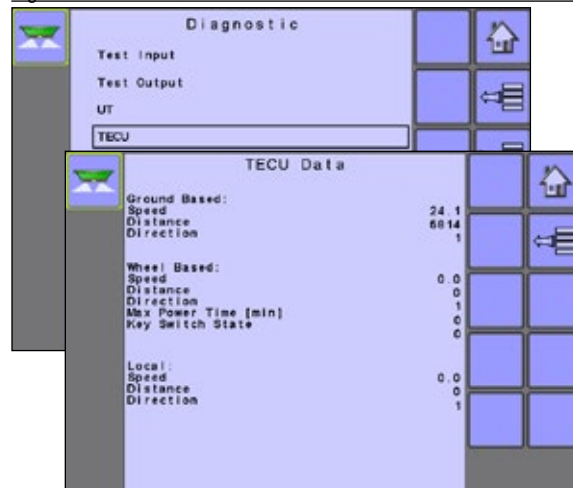 Diagnostic
Test Input
Test Output
UT
TECU
TECU Data
Ground Based:
Speed 24.1
Distance 6814
Direction 1
Wheel Based:
Speed 0.0
Distance 0
Direction 1
Max Power Time [min] 0
Key Switch State 0
Local:
Speed 0.0
Distance 0
Direction 1